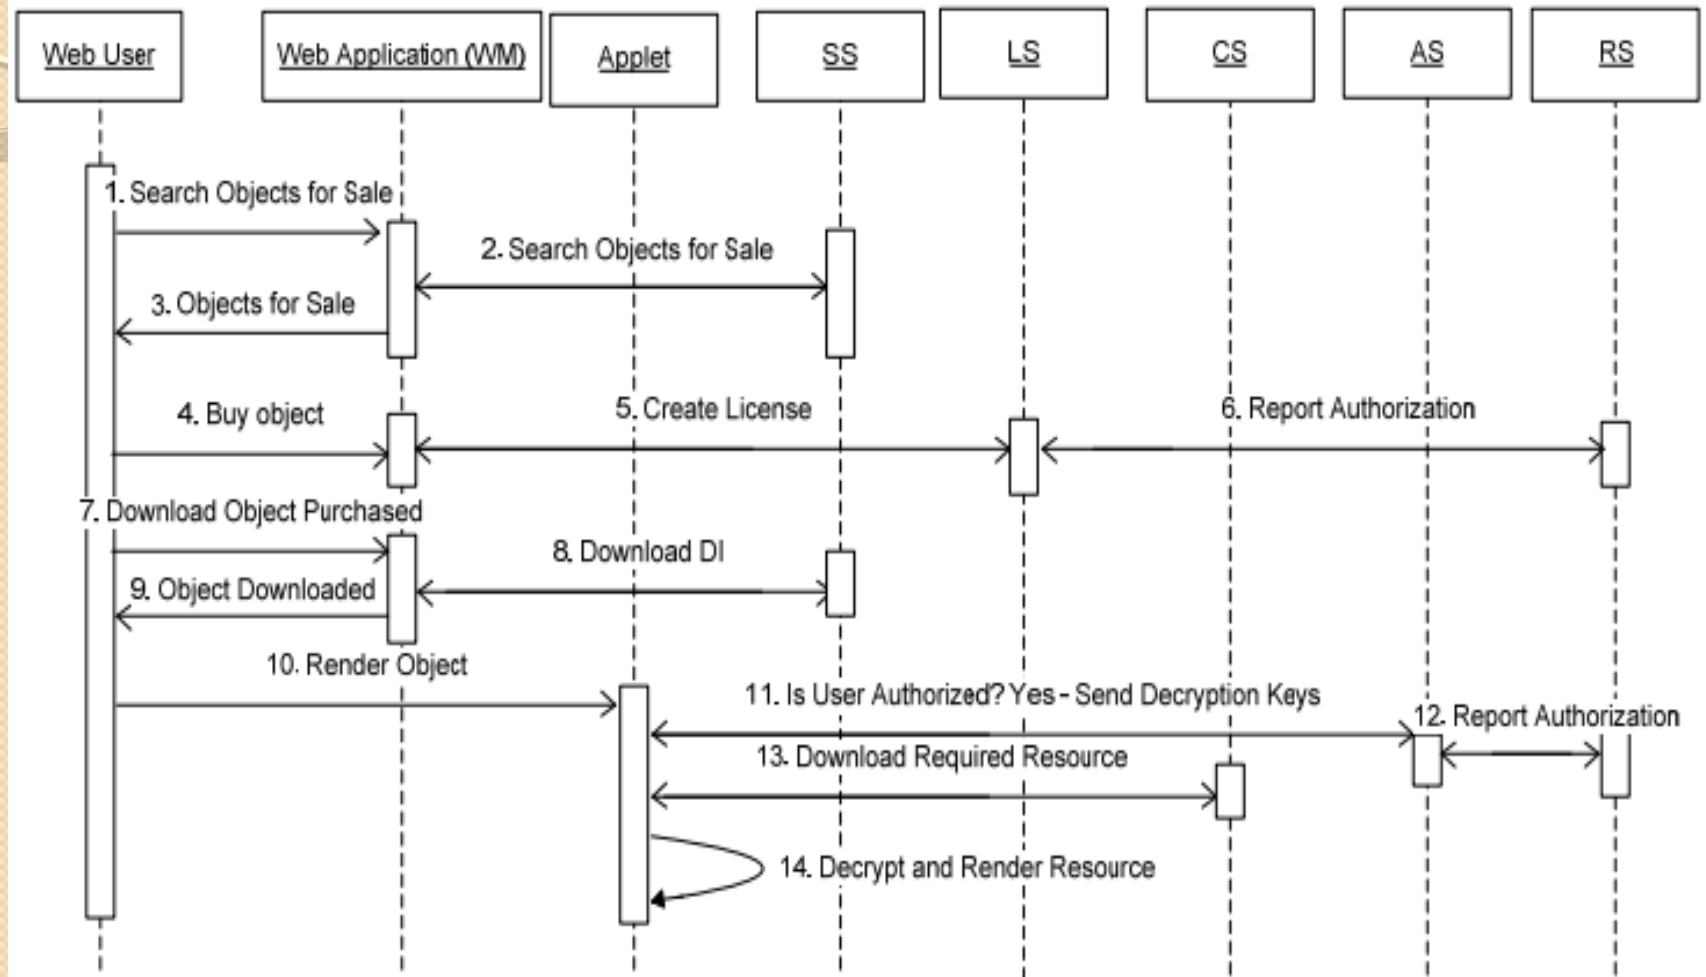 Web User
Web Application (WM)
Applet
SS
LS
CS
AS
RS
1. Search Objects for Sale
2. Search Objects for Sale
3. Objects for Sale
4. Buy object
5. Create License
6. Report Authorization
7. Download Object Purchased
8. Download DI
9. Object Downloaded
10. Render Object
11. Is User Authorized? Yes - Send Decryption Keys
12. Report Authorization
13. Download Required Resource
14. Decrypt and Render Resource